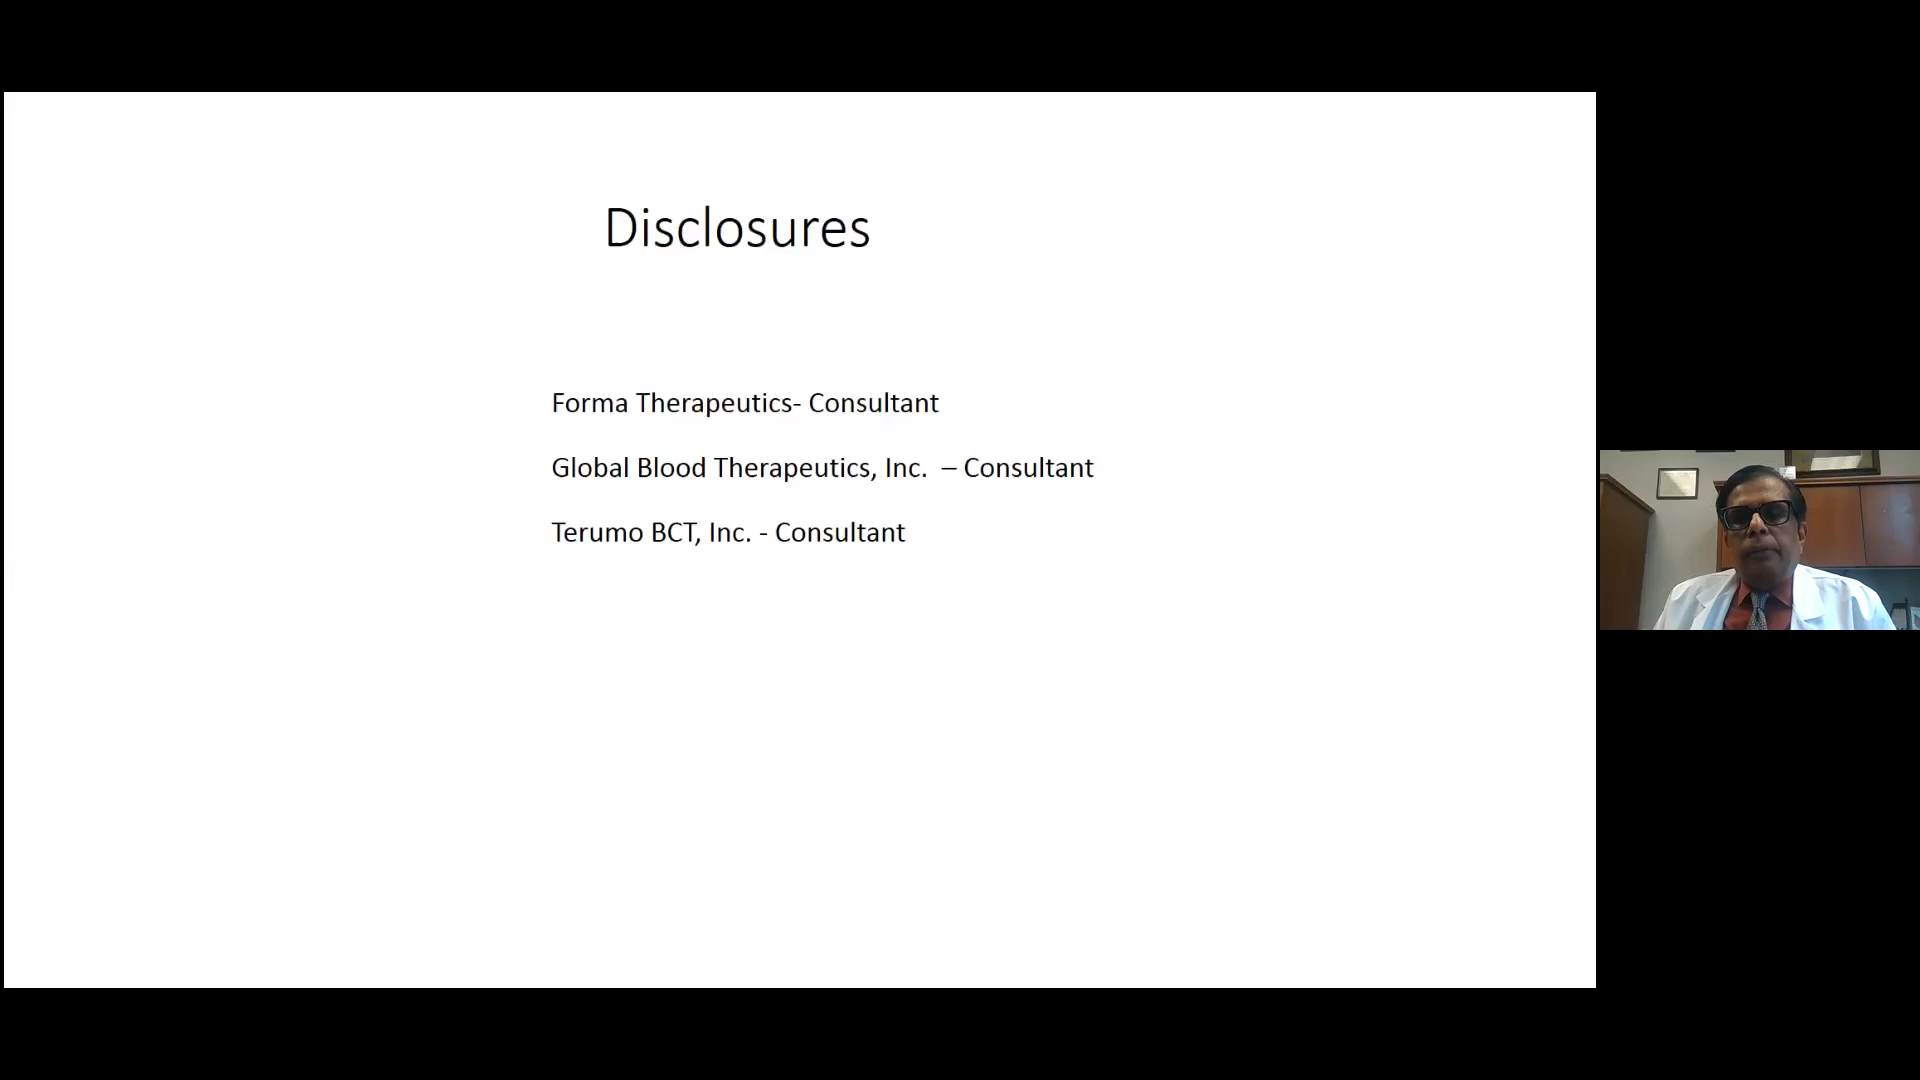 Disclosures
Forma Therapeutics- Consultant
Global Blood Therapeutics, Inc. – Consultant
Terumo BCT, Inc. - Consultant